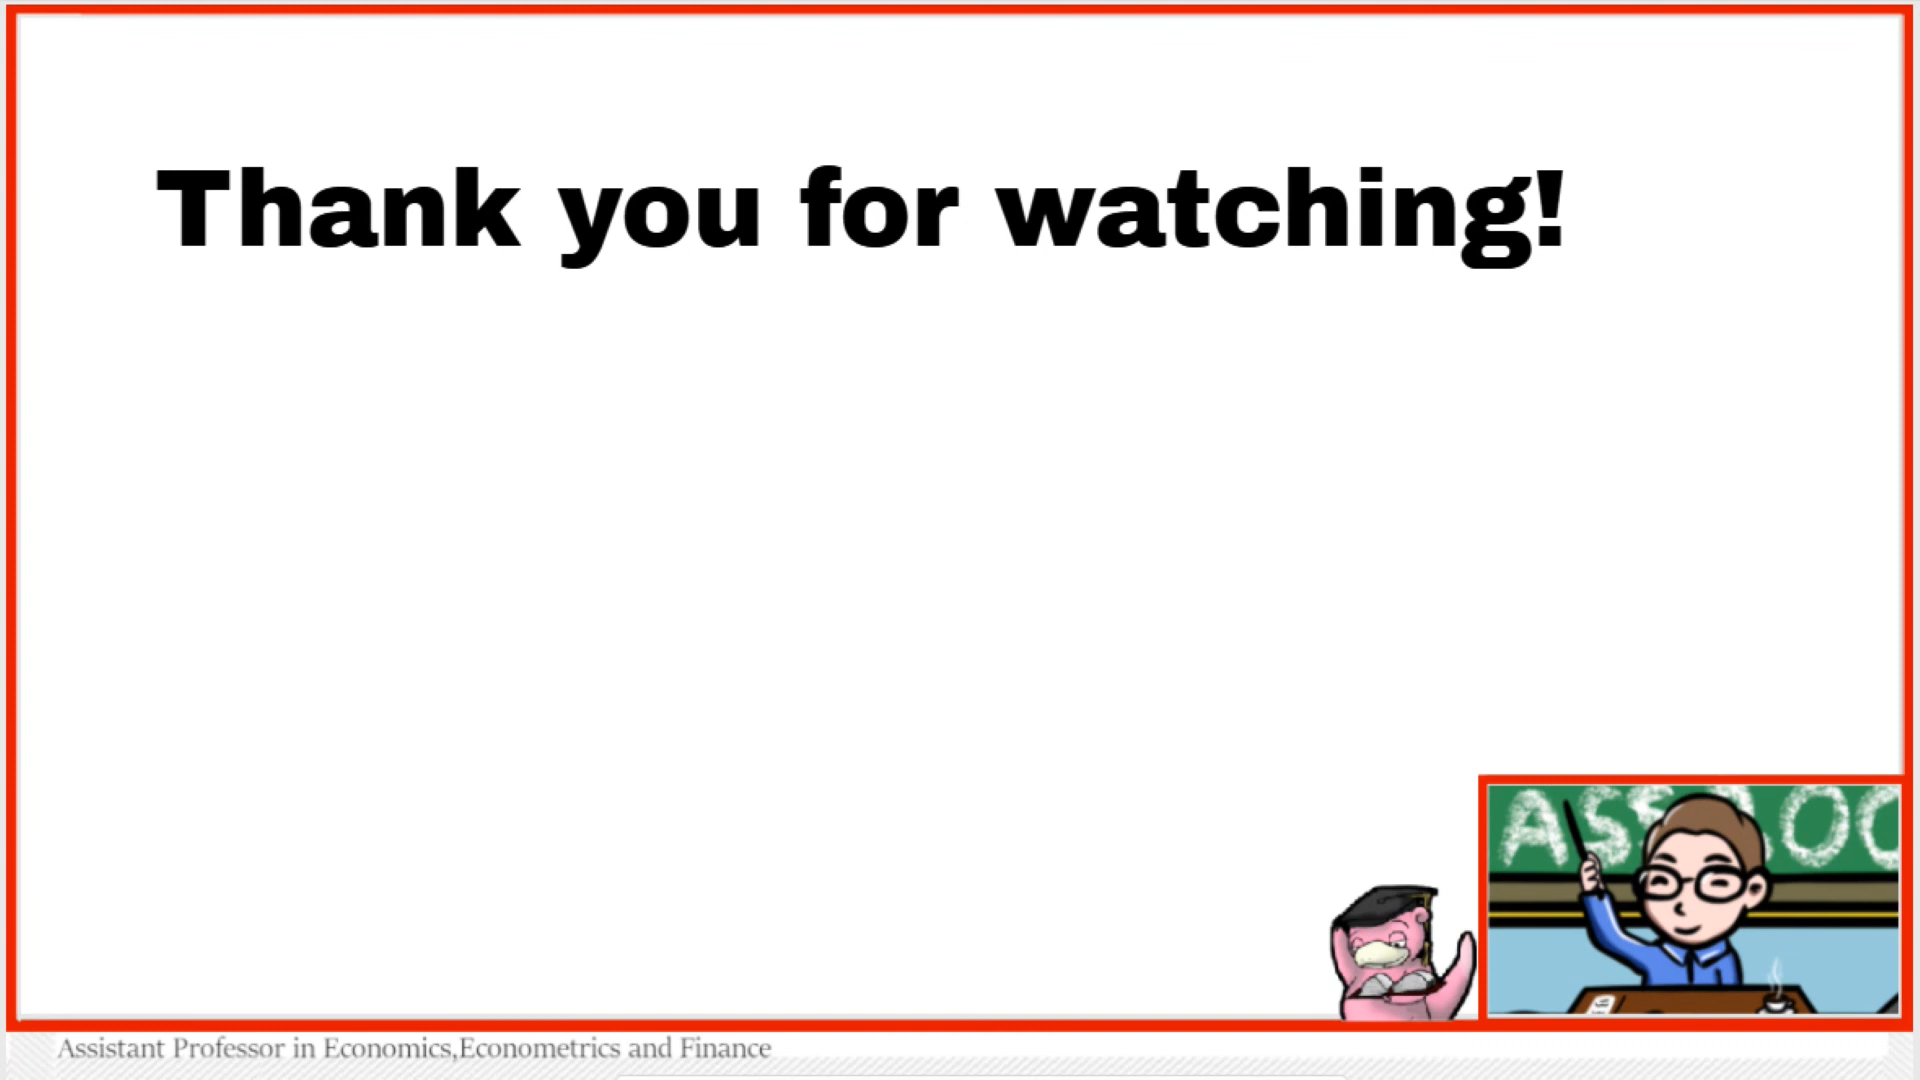 Thank you for watching!
Assistant Professor in Economics,Econometrics and Finance